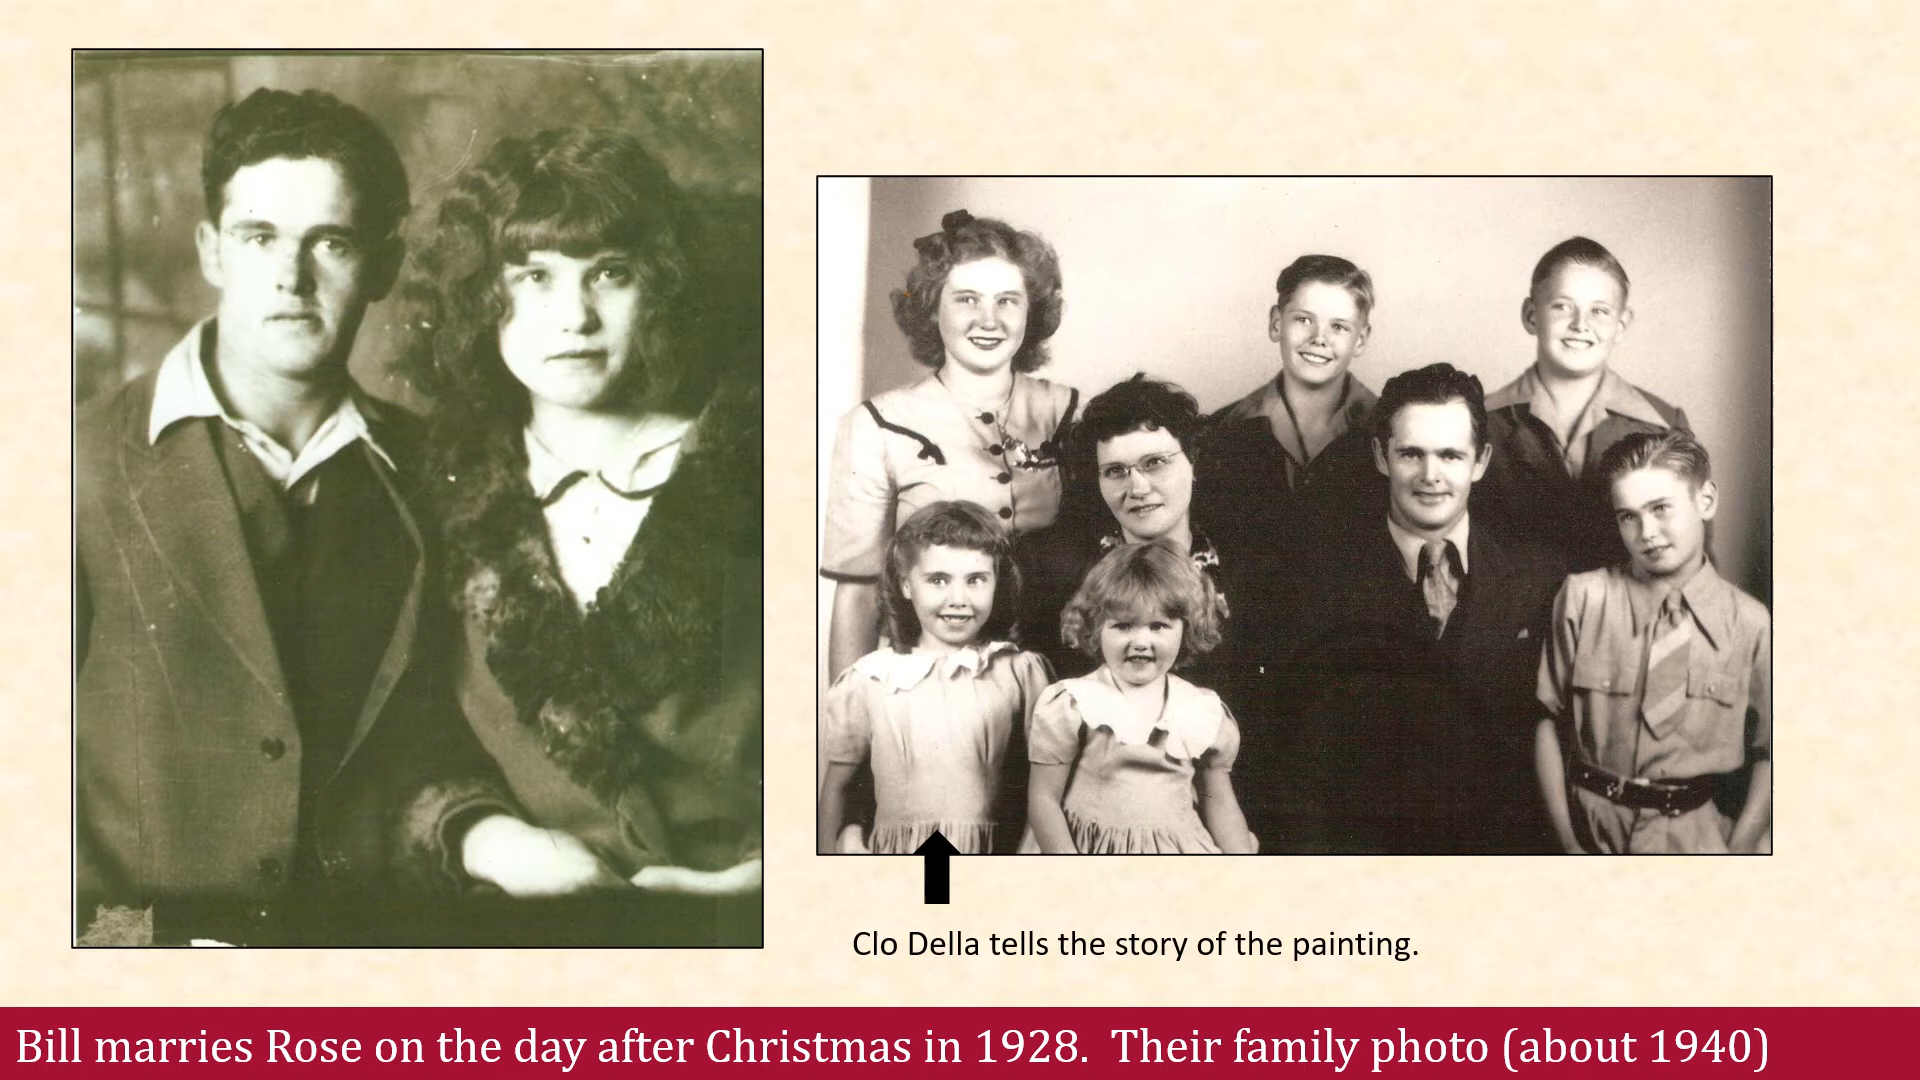 Clo Della tells the story of the painting.
Bill marries Rose on the day after Christmas in 1928.  Their family photo (about 1940)